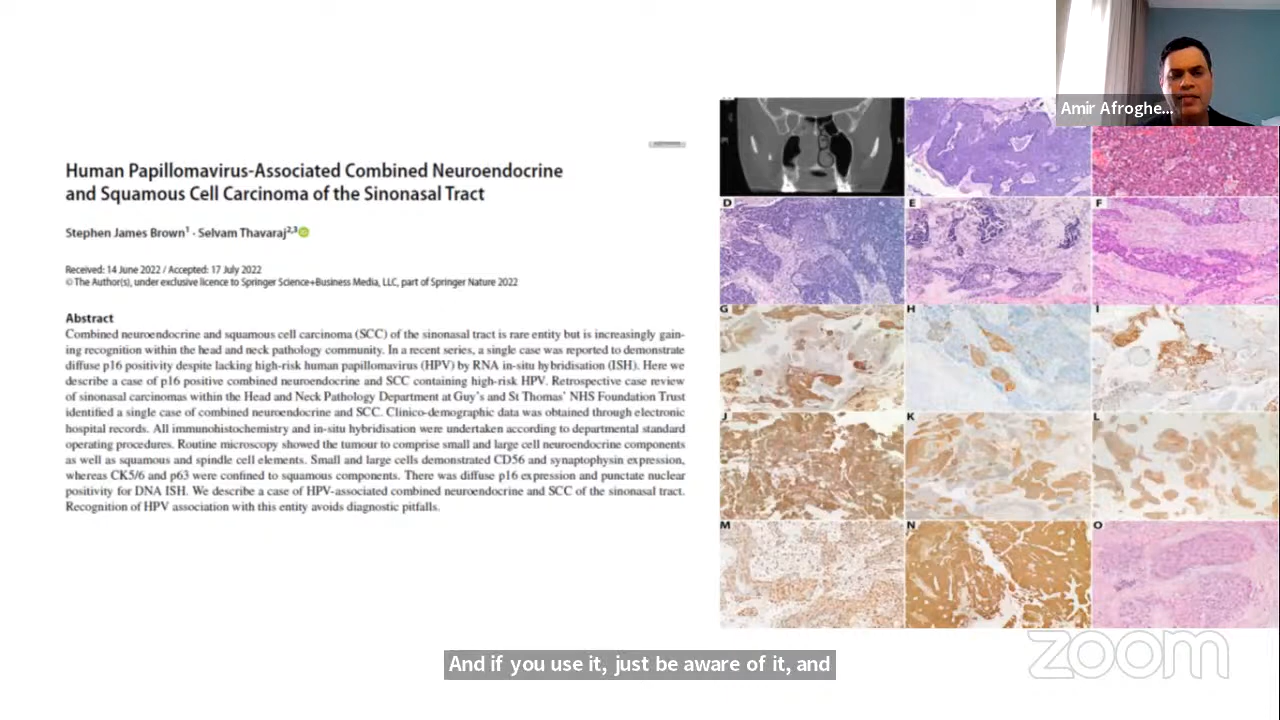 Amir Afroghe...
Human Papillomavirus-Associated Combined Neuroendocrine
and Squamous Cell Carcinoma of the Sinonasal Tract
Stephen James Brown1 · Selvam Thavaraj2,3
Received: 14 June 2022 / Accepted: 17 July 2022
© The Author(s), under exclusive licence to Springer Science+Business Media, LLC, part of Springer Nature 2022
Abstract
Combined neuroendocrine and squamous cell carcinoma (SCC) of the sinonasal tract is rare entity but is increasingly gain-
ing recognition within the head and neck pathology community. In a recent series, a single case was reported to demonstrate
diffuse p16 positivity despite lacking high-risk human papillomavirus (HPV) by RNA in-situ hybridisation (ISH). Here we
describe a case of p16 positive combined neuroendocrine and SCC containing high-risk HPV. Retrospective case review
of sinonasal carcinomas within the Head and Neck Pathology Department at Guy's and St Thomas' NHS Foundation Trust
identified a single case of combined neuroendocrine and SCC. Clinico-demographic data was obtained through electronic
hospital records. All immunohistochemistry and in-situ hybridisation were undertaken according to departmental standard
operating procedures. Routine microscopy showed the tumour to comprise small and large cell neuroendocrine components
as well as squamous and spindle cell elements. Small and large cells demonstrated CD56 and synaptophysin expression,
whereas CK5/6 and p63 were confined to squamous components. There was diffuse p16 expression and punctate nuclear
positivity for DNA ISH. We describe a case of HPV-associated combined neuroendocrine and SCC of the sinonasal tract.
Recognition of HPV association with this entity avoids diagnostic pitfalls.
D E F
G H I
J K L
M N O
zoom
And if you use it, just be aware of it, and